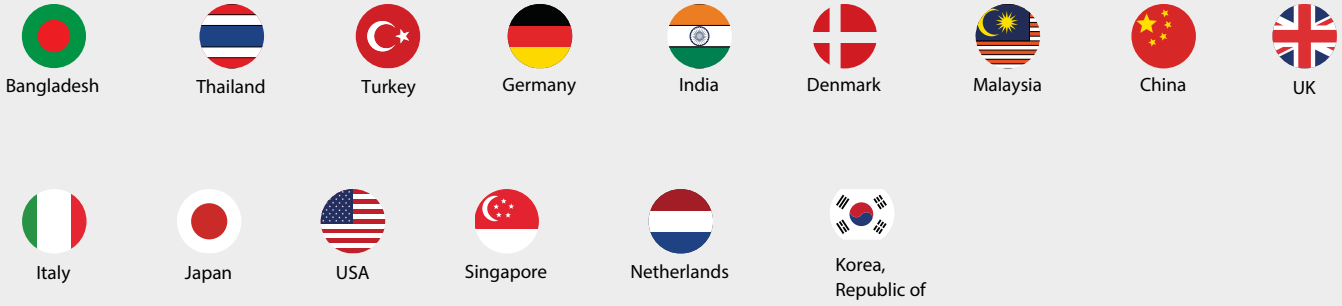 Bangladesh
Thailand
Turkey
Germany
India
Denmark
Malaysia
China
UK
Italy
Japan
USA
Singapore
Netherlands
Korea,
Republic of